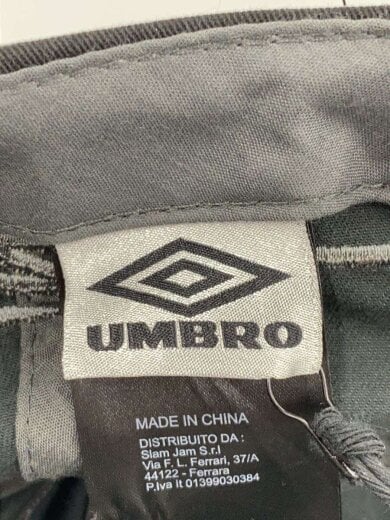 UMBRO
MADE IN CHINA
DISTRIBUITO DA :
Slam Jam S.r.l
Via F. L. Ferrari, 37/A
44122 - Ferrara
P.Iva It 01399030384